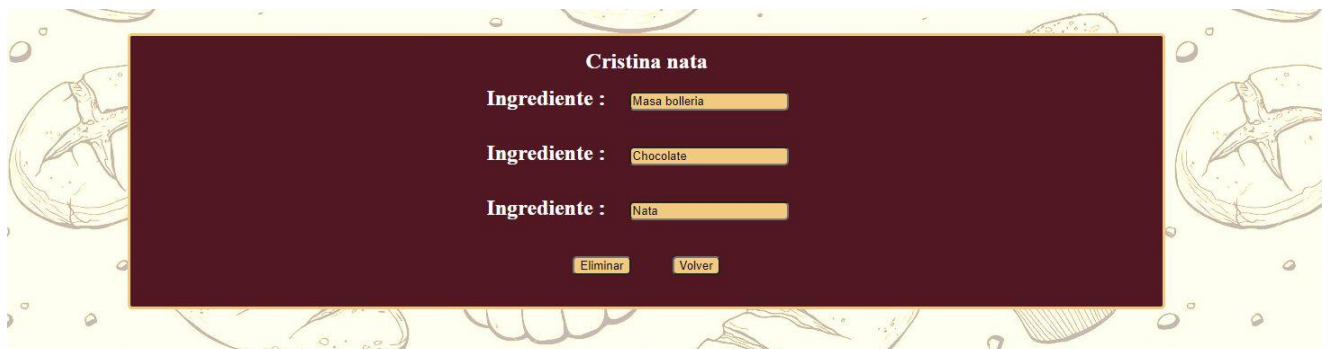 Cristina nata
Ingrediente : Masa bolleria
Ingrediente : Chocolate
Ingrediente : Nata
Eliminar Volver